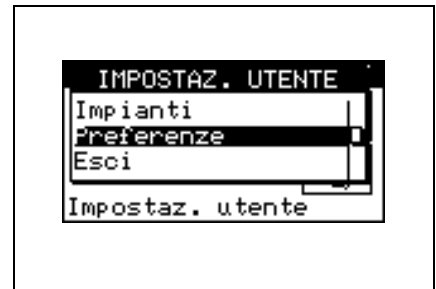 IMPOSTAZ. UTENTE
Impianti
Preferenze
Esci
Impostaz. utente